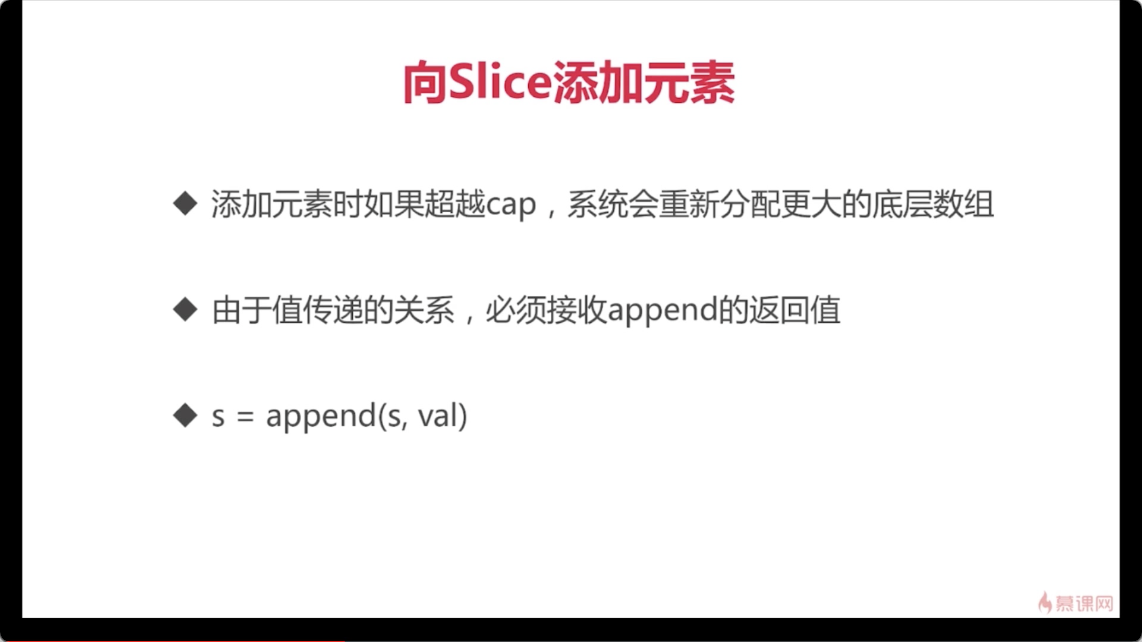 向Slice添加元素
◆ 添加元素时如果超越cap，系统会重新分配更大的底层数组
◆ 由于值传递的关系，必须接收append的返回值
◆ s = append(s, val)
慕课网